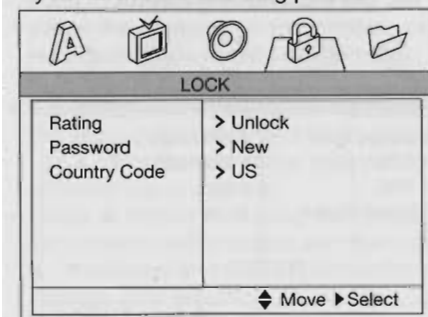 A
LOCK
Rating > Unlock
Password > New
Country Code > US
Move Select